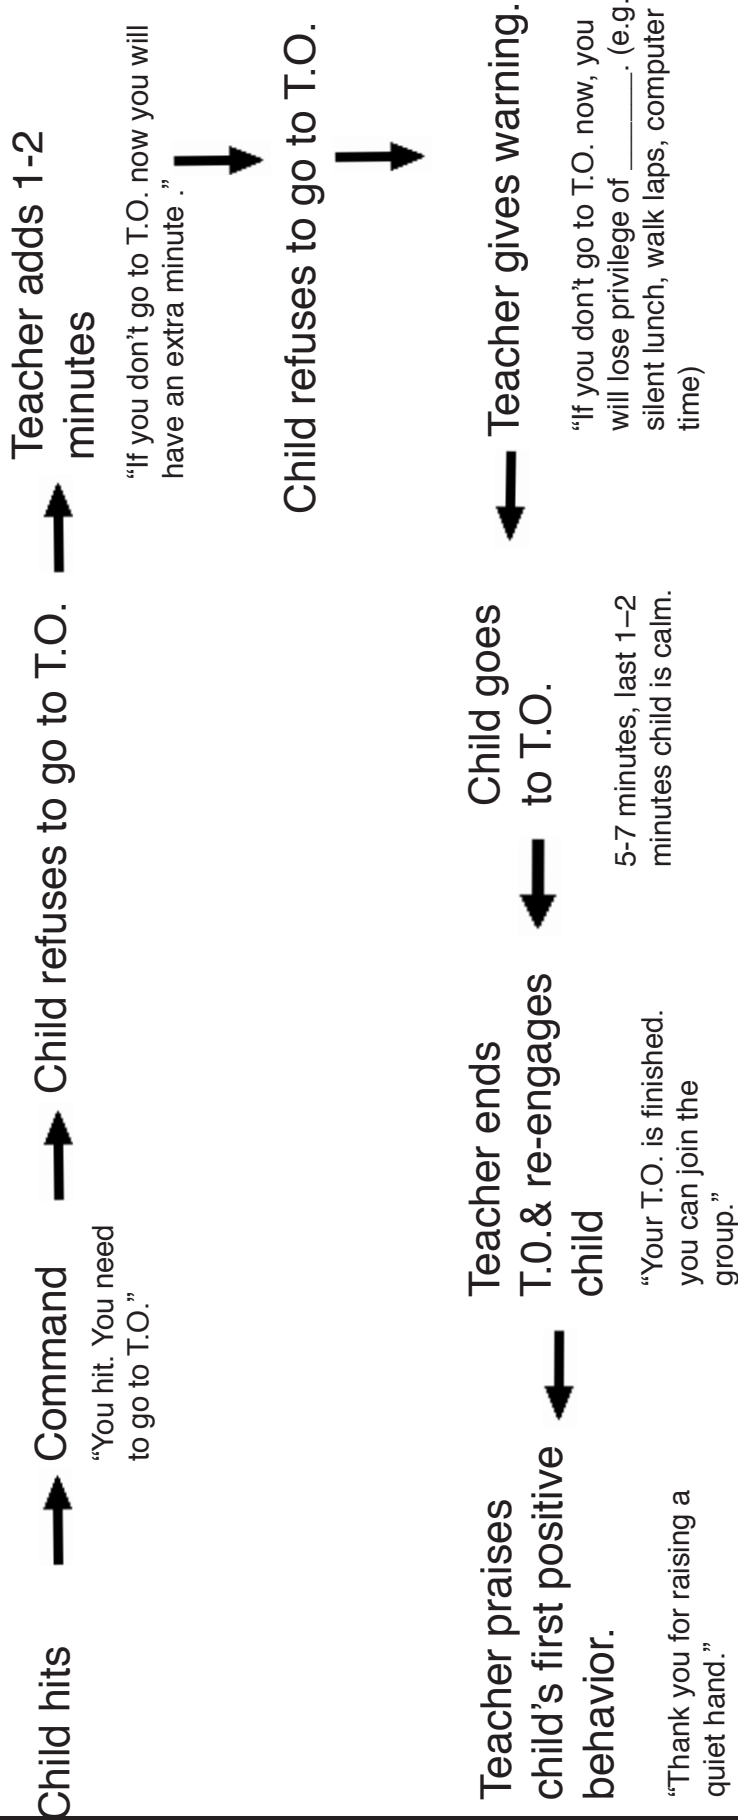 Child hits
Command
“You hit. You need
to go to T.O.”
Child refuses to go to T.O.
Teacher adds 1-2
minutes
“If you don’t go to T.O. now you will
have an extra minute .”
Child refuses to go to T.O.
Teacher gives warning.
“If you don’t go to T.O. now, you
will lose privilege of ______. (e.g.
silent lunch, walk laps, computer
time)
Child goes
to T.O.
5-7 minutes, last 1–2
minutes child is calm.
Teacher ends
T.0.& re-engages
child
“Your T.O. is finished.
you can join the
group.”
Teacher praises
child’s first positive
behavior.
“Thank you for raising a
quiet hand.”